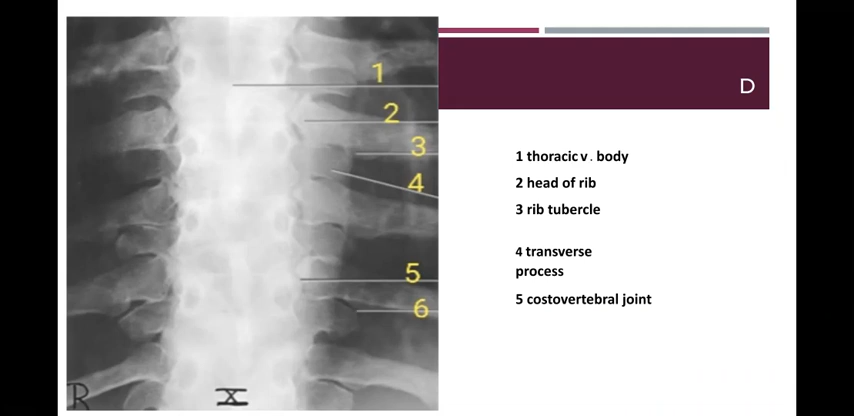 1
2
3
4
5
6
R
X
D
1 thoracic v . body
2 head of rib
3 rib tubercle
4 transverse
process
5 costovertebral joint